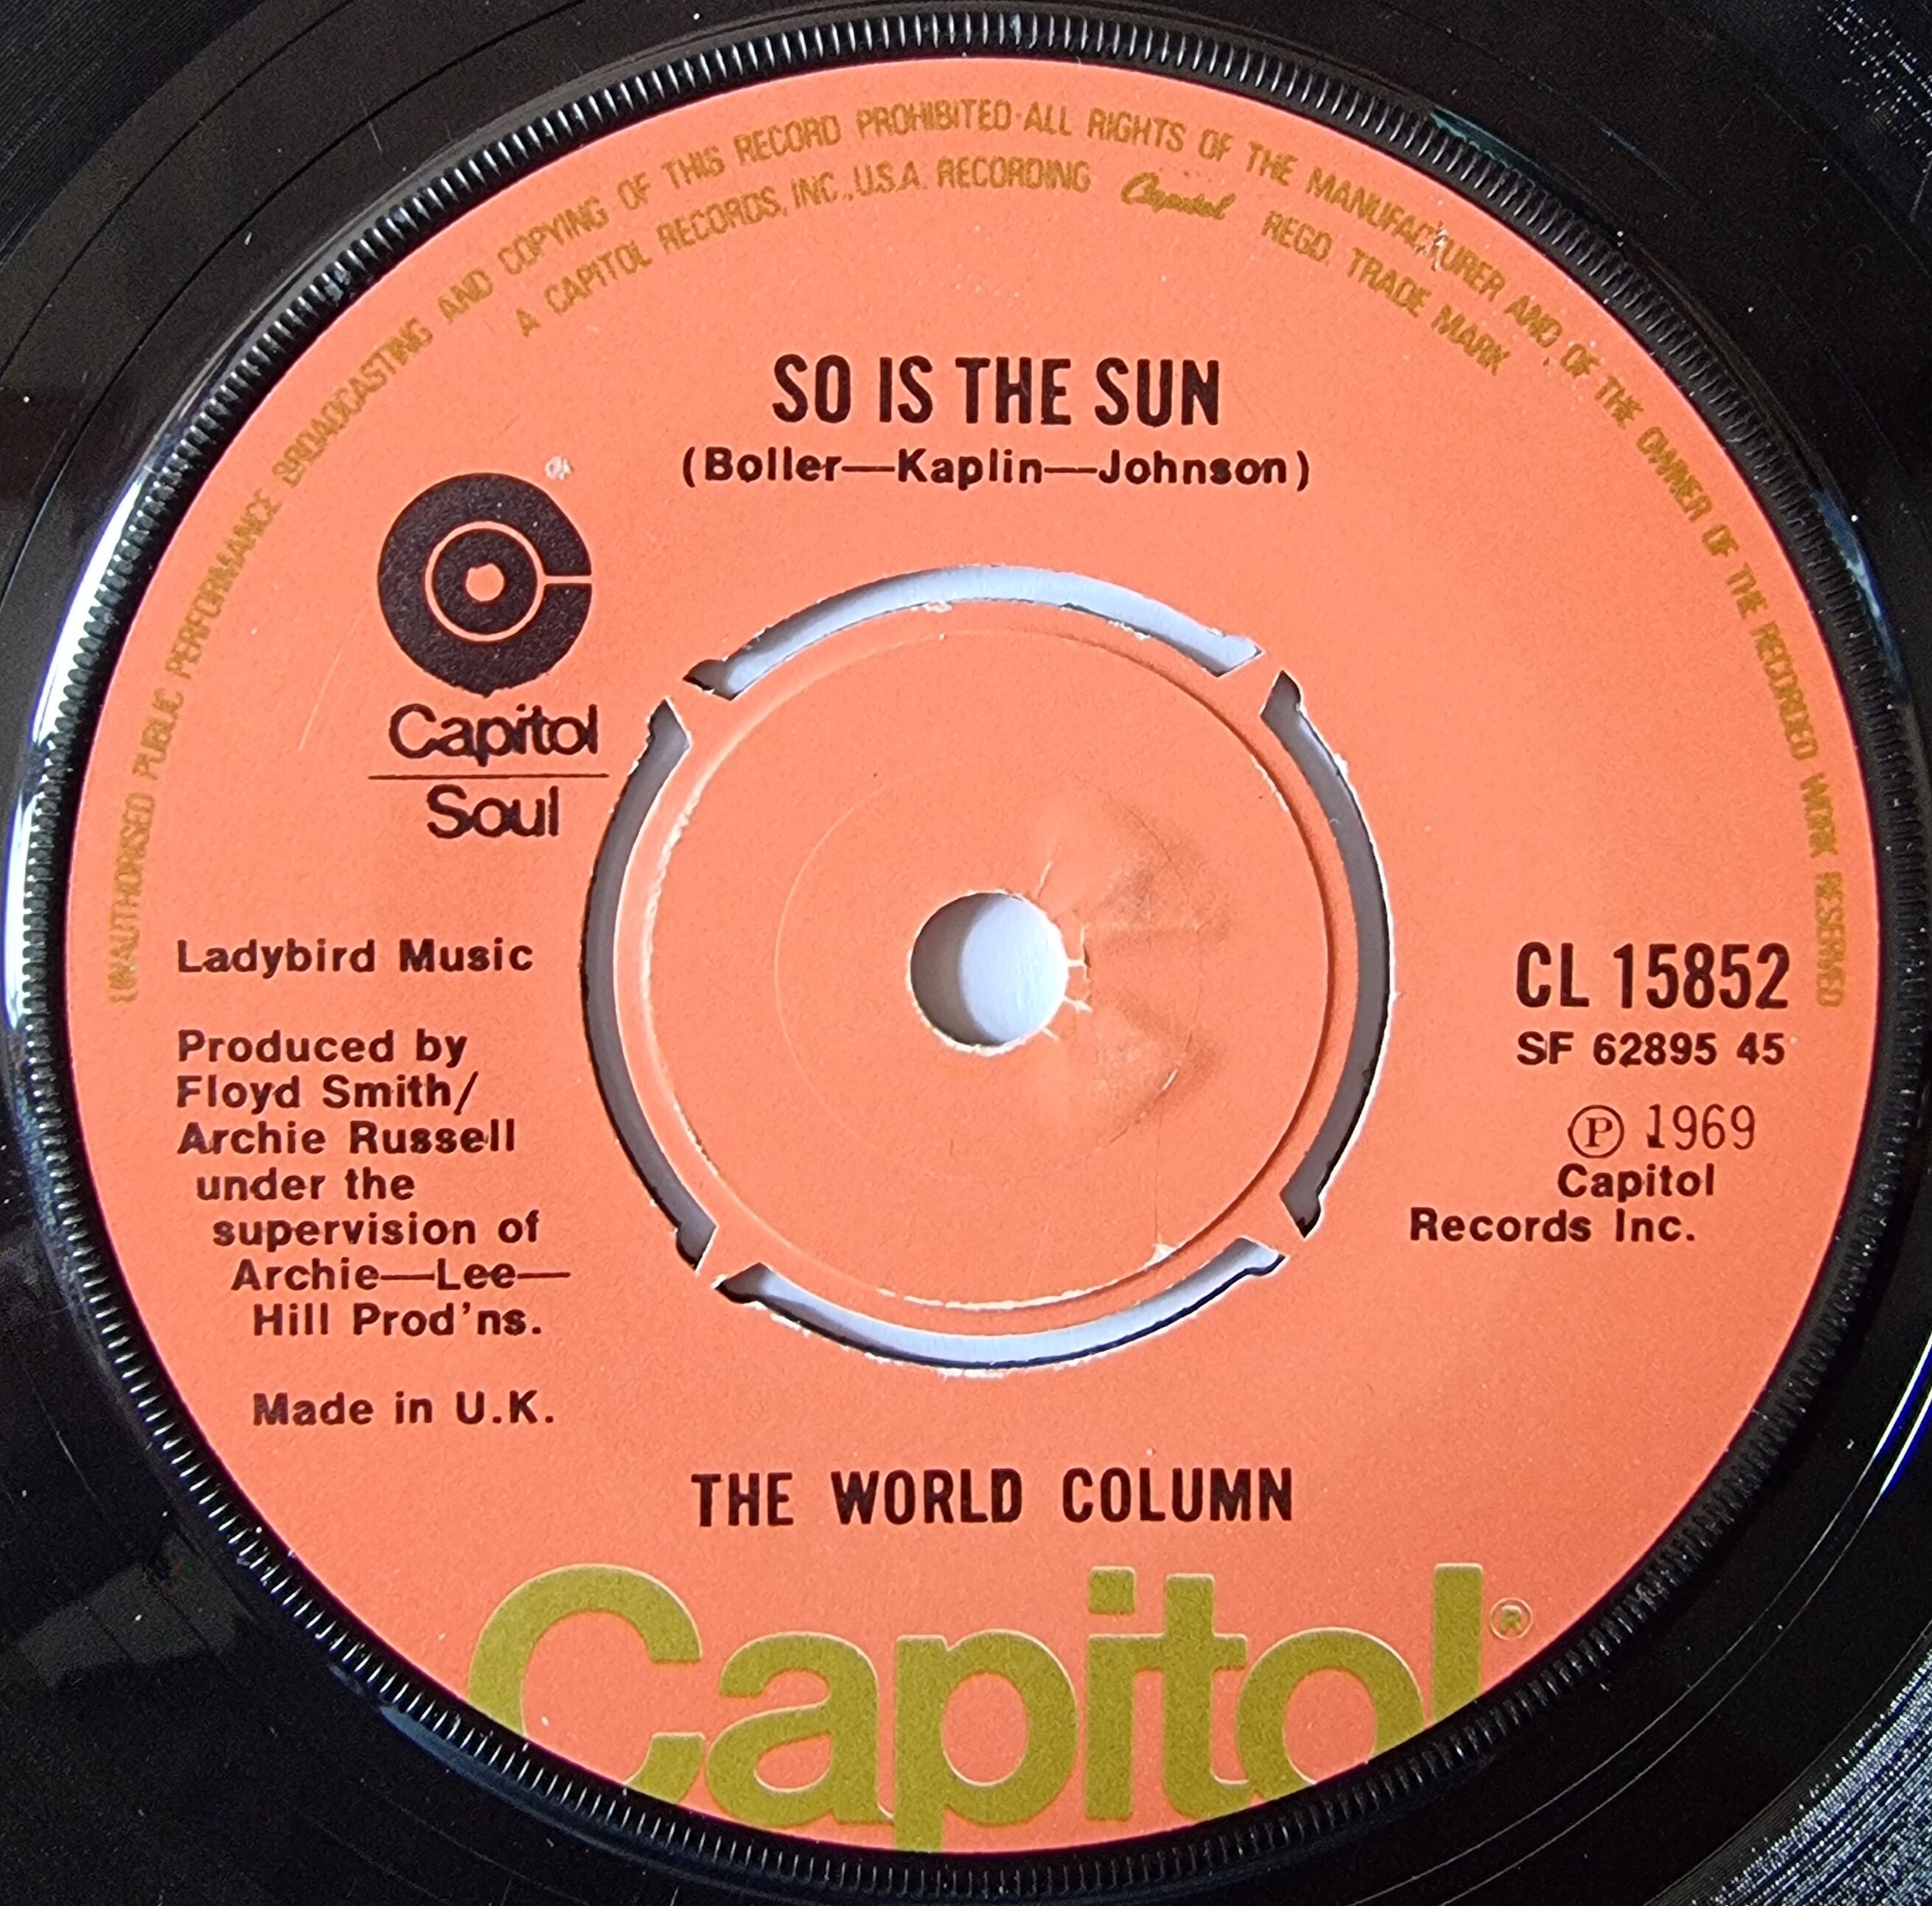 UNAUTHORISED PUBLIC PERFORMANCE BROADCASTING AND COPYING OF THIS RECORD PROHIBITED·ALL RIGHTS OF THE MANUFACTURER AND OF THE OWNER OF THE RECORDED WORK RESERVED
A CAPITOL RECORDS, INC., U.S.A. RECORDING Capitol REGD. TRADE MARK
SO IS THE SUN
(Boller—Kaplin—Johnson)
Capitol
Soul
Ladybird Music
Produced by
Floyd Smith/
Archie Russell
under the
supervision of
Archie—Lee—
Hill Prod'ns.
Made in U.K.
CL 15852
SF 62895 45
Ⓟ 1969
Capitol
Records Inc.
THE WORLD COLUMN
Capitol®